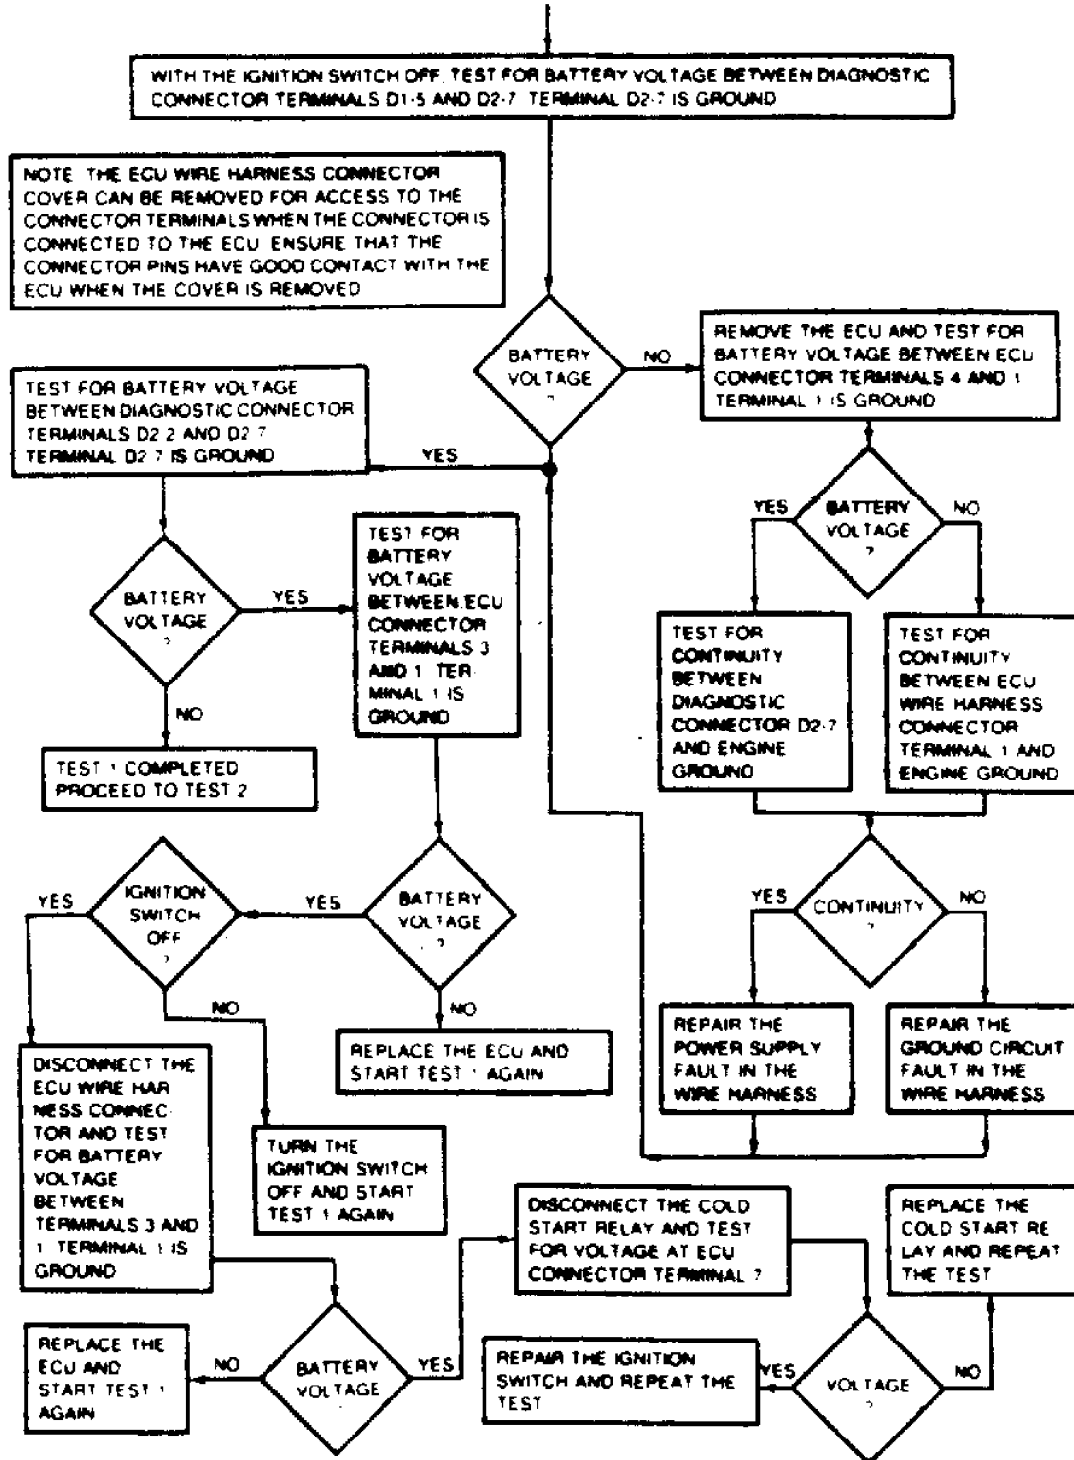 WITH THE IGNITION SWITCH OFF, TEST FOR BATTERY VOLTAGE BETWEEN DIAGNOSTIC
CONNECTOR TERMINALS D1-5 AND D2-7 TERMINAL D2-7 IS GROUND
NOTE THE ECU WIRE HARNESS CONNECTOR
COVER CAN BE REMOVED FOR ACCESS TO THE
CONNECTOR TERMINALS WHEN THE CONNECTOR IS
CONNECTED TO THE ECU ENSURE THAT THE
CONNECTOR PINS HAVE GOOD CONTACT WITH THE
ECU WHEN THE COVER IS REMOVED
BATTERY
VOLTAGE
?
NO
REMOVE THE ECU AND TEST FOR
BATTERY VOLTAGE BETWEEN ECU
CONNECTOR TERMINALS 4 AND 1
TERMINAL 1 IS GROUND
YES
TEST FOR BATTERY VOLTAGE
BETWEEN DIAGNOSTIC CONNECTOR
TERMINALS D2 2 AND D2 7
TERMINAL D2 7 IS GROUND
BATTERY
VOLTAGE
?
YES
NO
BATTERY
VOLTAGE
?
YES
NO
TEST FOR
BATTERY
VOLTAGE
BETWEEN ECU
CONNECTOR
TERMINALS 3
AND 1 TER-
MINAL 1 IS
GROUND
TEST FOR
CONTINUITY
BETWEEN
DIAGNOSTIC
CONNECTOR D2-7
AND ENGINE
GROUND
TEST FOR
CONTINUITY
BETWEEN ECU
WIRE HARNESS
CONNECTOR
TERMINAL 1 AND
ENGINE GROUND
TEST 1 COMPLETED
PROCEED TO TEST 2
IGNITION
SWITCH
OFF
?
YES
NO
BATTERY
VOLTAGE
?
YES
NO
CONTINUITY
?
YES
NO
REPLACE THE ECU AND
START TEST 1 AGAIN
REPAIR THE
POWER SUPPLY
FAULT IN THE
WIRE HARNESS
REPAIR THE
GROUND CIRCUIT
FAULT IN THE
WIRE HARNESS
DISCONNECT THE
ECU WIRE HAR
NESS CONNEC-
TOR AND TEST
FOR BATTERY
VOLTAGE
BETWEEN
TERMINALS 3 AND
1 TERMINAL 1 IS
GROUND
TURN THE
IGNITION SWITCH
OFF AND START
TEST 1 AGAIN
DISCONNECT THE COLD
START RELAY AND TEST
FOR VOLTAGE AT ECU
CONNECTOR TERMINAL 7
REPLACE THE
COLD START RE
LAY AND REPEAT
THE TEST
REPLACE THE
ECU AND
START TEST 1
AGAIN
NO
BATTERY
VOLTAGE
?
YES
REPAIR THE IGNITION
SWITCH AND REPEAT THE
TEST
YES
VOLTAGE
?
NO